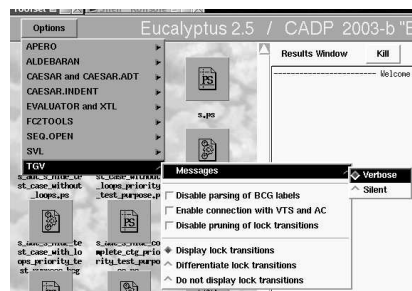 Options
Eucalyptus 2.5 / CADP 2003-b "E
APERO
ALDEBARAN
CAESAR and CAESAR.ADT
CAESAR.INDENT
EVALUATOR and XTL
FC2TOOLS
SEQ.OPEN
SVL
TGV
Results Window
Kill
Welcome
PS
s.ps
Messages
Verbose
Silent
Disable parsing of BCG labels
Enable connection with VTS and AC
Disable pruning of lock transitions
Display lock transitions
Differentiate lock transitions
Do not display lock transitions
st_case_without
_loops.ps
st_case_without
_loops_priority
_test_purpose.p
PS
st_case_with_lo
ops_priority_te
mplete_ctg_prio
rity_test_purpo